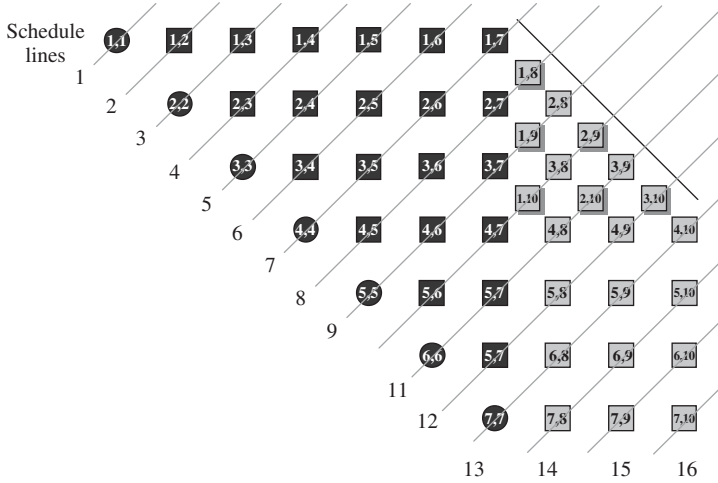 Schedule lines
1,1 1,2 1,3 1,4 1,5 1,6 1,7
1
1,8
2
2,2 2,3 2,4 2,5 2,6 2,7 2,8
3
1,9 2,9
4
3,3 3,4 3,5 3,6 3,7 3,8 3,9
5
1,10 2,10 3,10
6
4,4 4,5 4,6 4,7 4,8 4,9 4,10
7
8
5,5 5,6 5,7 5,8 5,9 5,10
9
6,6 5,7 6,8 6,9 6,10
11
12
7,7 7,8 7,9 7,10
13 14 15 16